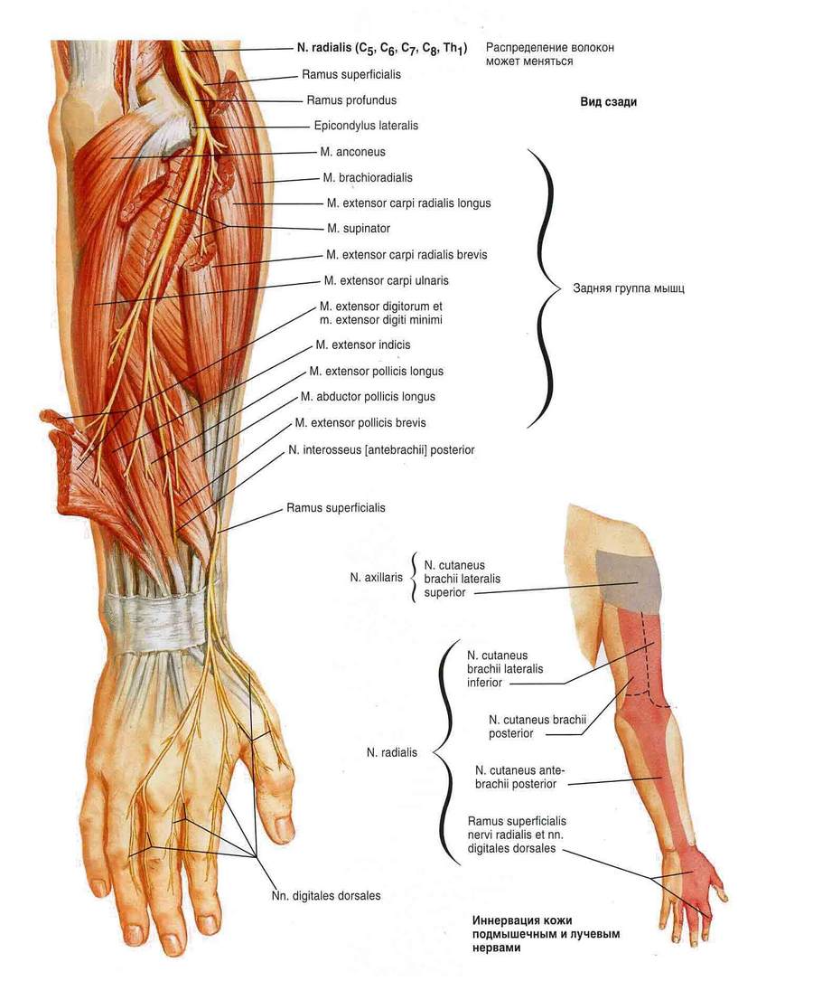 N. radialis (C5, C6, C7, C8, Th1)
Распределение волокон
может меняться
Ramus superficialis
Ramus profundus
Вид сзади
Epicondylus lateralis
M. anconeus
M. brachioradialis
M. extensor carpi radialis longus
M. supinator
M. extensor carpi radialis brevis
M. extensor carpi ulnaris
Задняя группа мышц
M. extensor digitorum et
m. extensor digiti minimi
M. extensor indicis
M. extensor pollicis longus
M. abductor pollicis longus
M. extensor pollicis brevis
N. interosseus [antebrachii] posterior
Ramus superficialis
N. axillaris
N. cutaneus
brachii lateralis
superior
N. cutaneus
brachii lateralis
inferior
N. cutaneus brachii
posterior
N. radialis
N. cutaneus ante-
brachii posterior
Ramus superficialis
nervi radialis et nn.
digitales dorsales
Nn. digitales dorsales
Иннервация кожи
подмышечным и лучевым
нервами